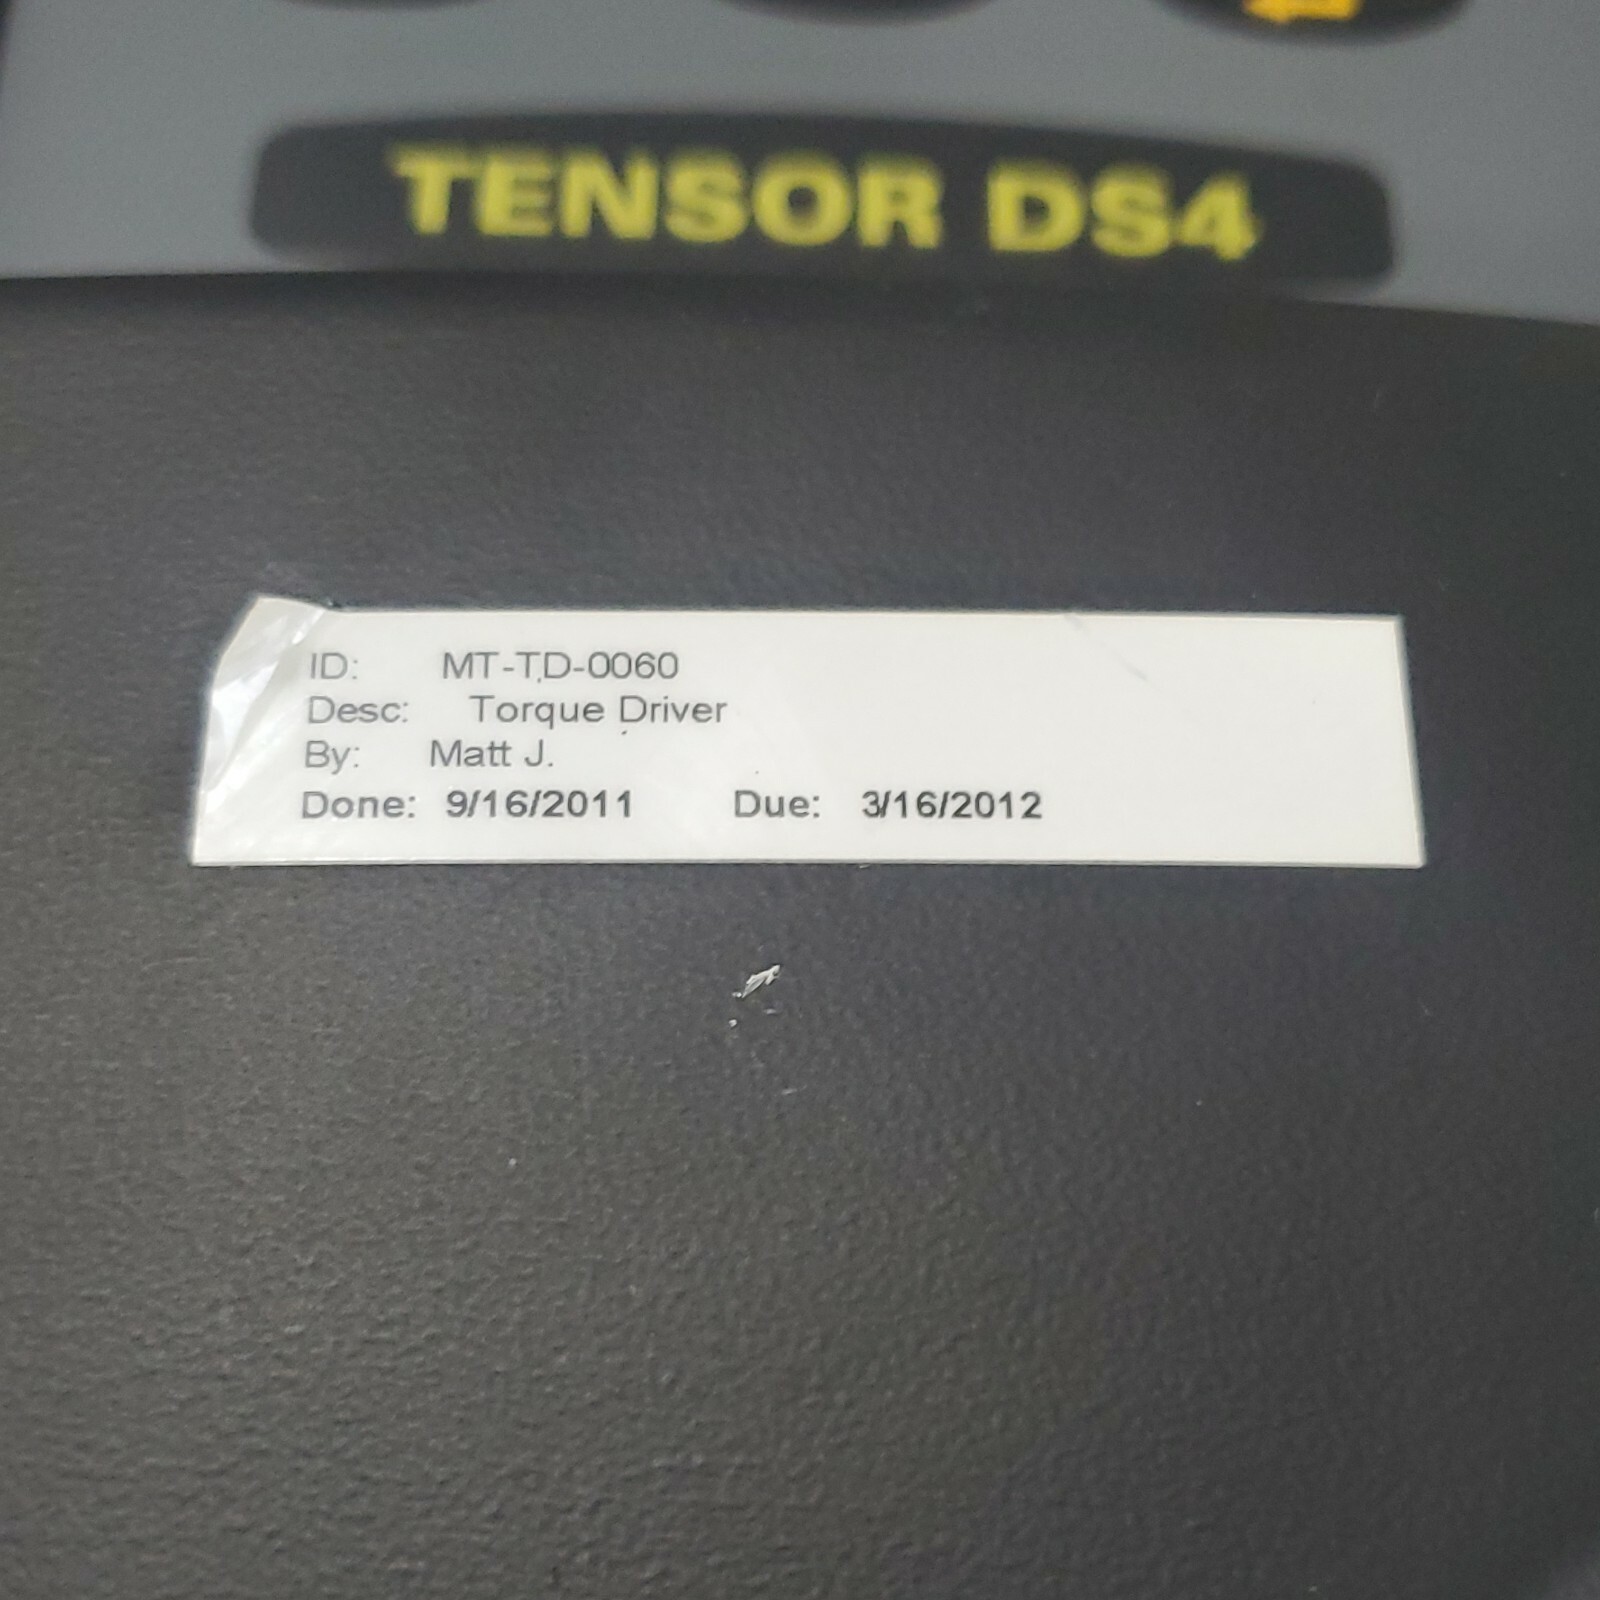 TENSOR DS4
ID: MT-TD-0060
Desc: Torque Driver
By: Matt J.
Done: 9/16/2011 Due: 3/16/2012